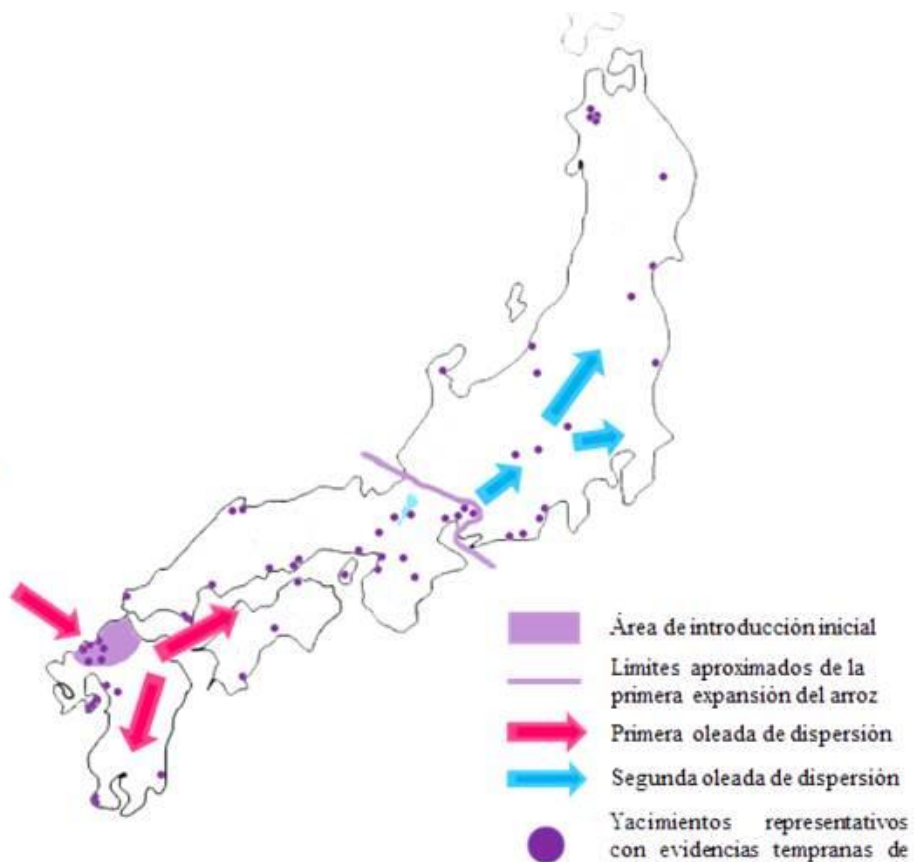 Área de introducción inicial
Límites aproximados de la
primera expansión del arroz
Primera oleada de dispersión
Segunda oleada de dispersión
Yacimientos representativos
con evidencias tempranas de